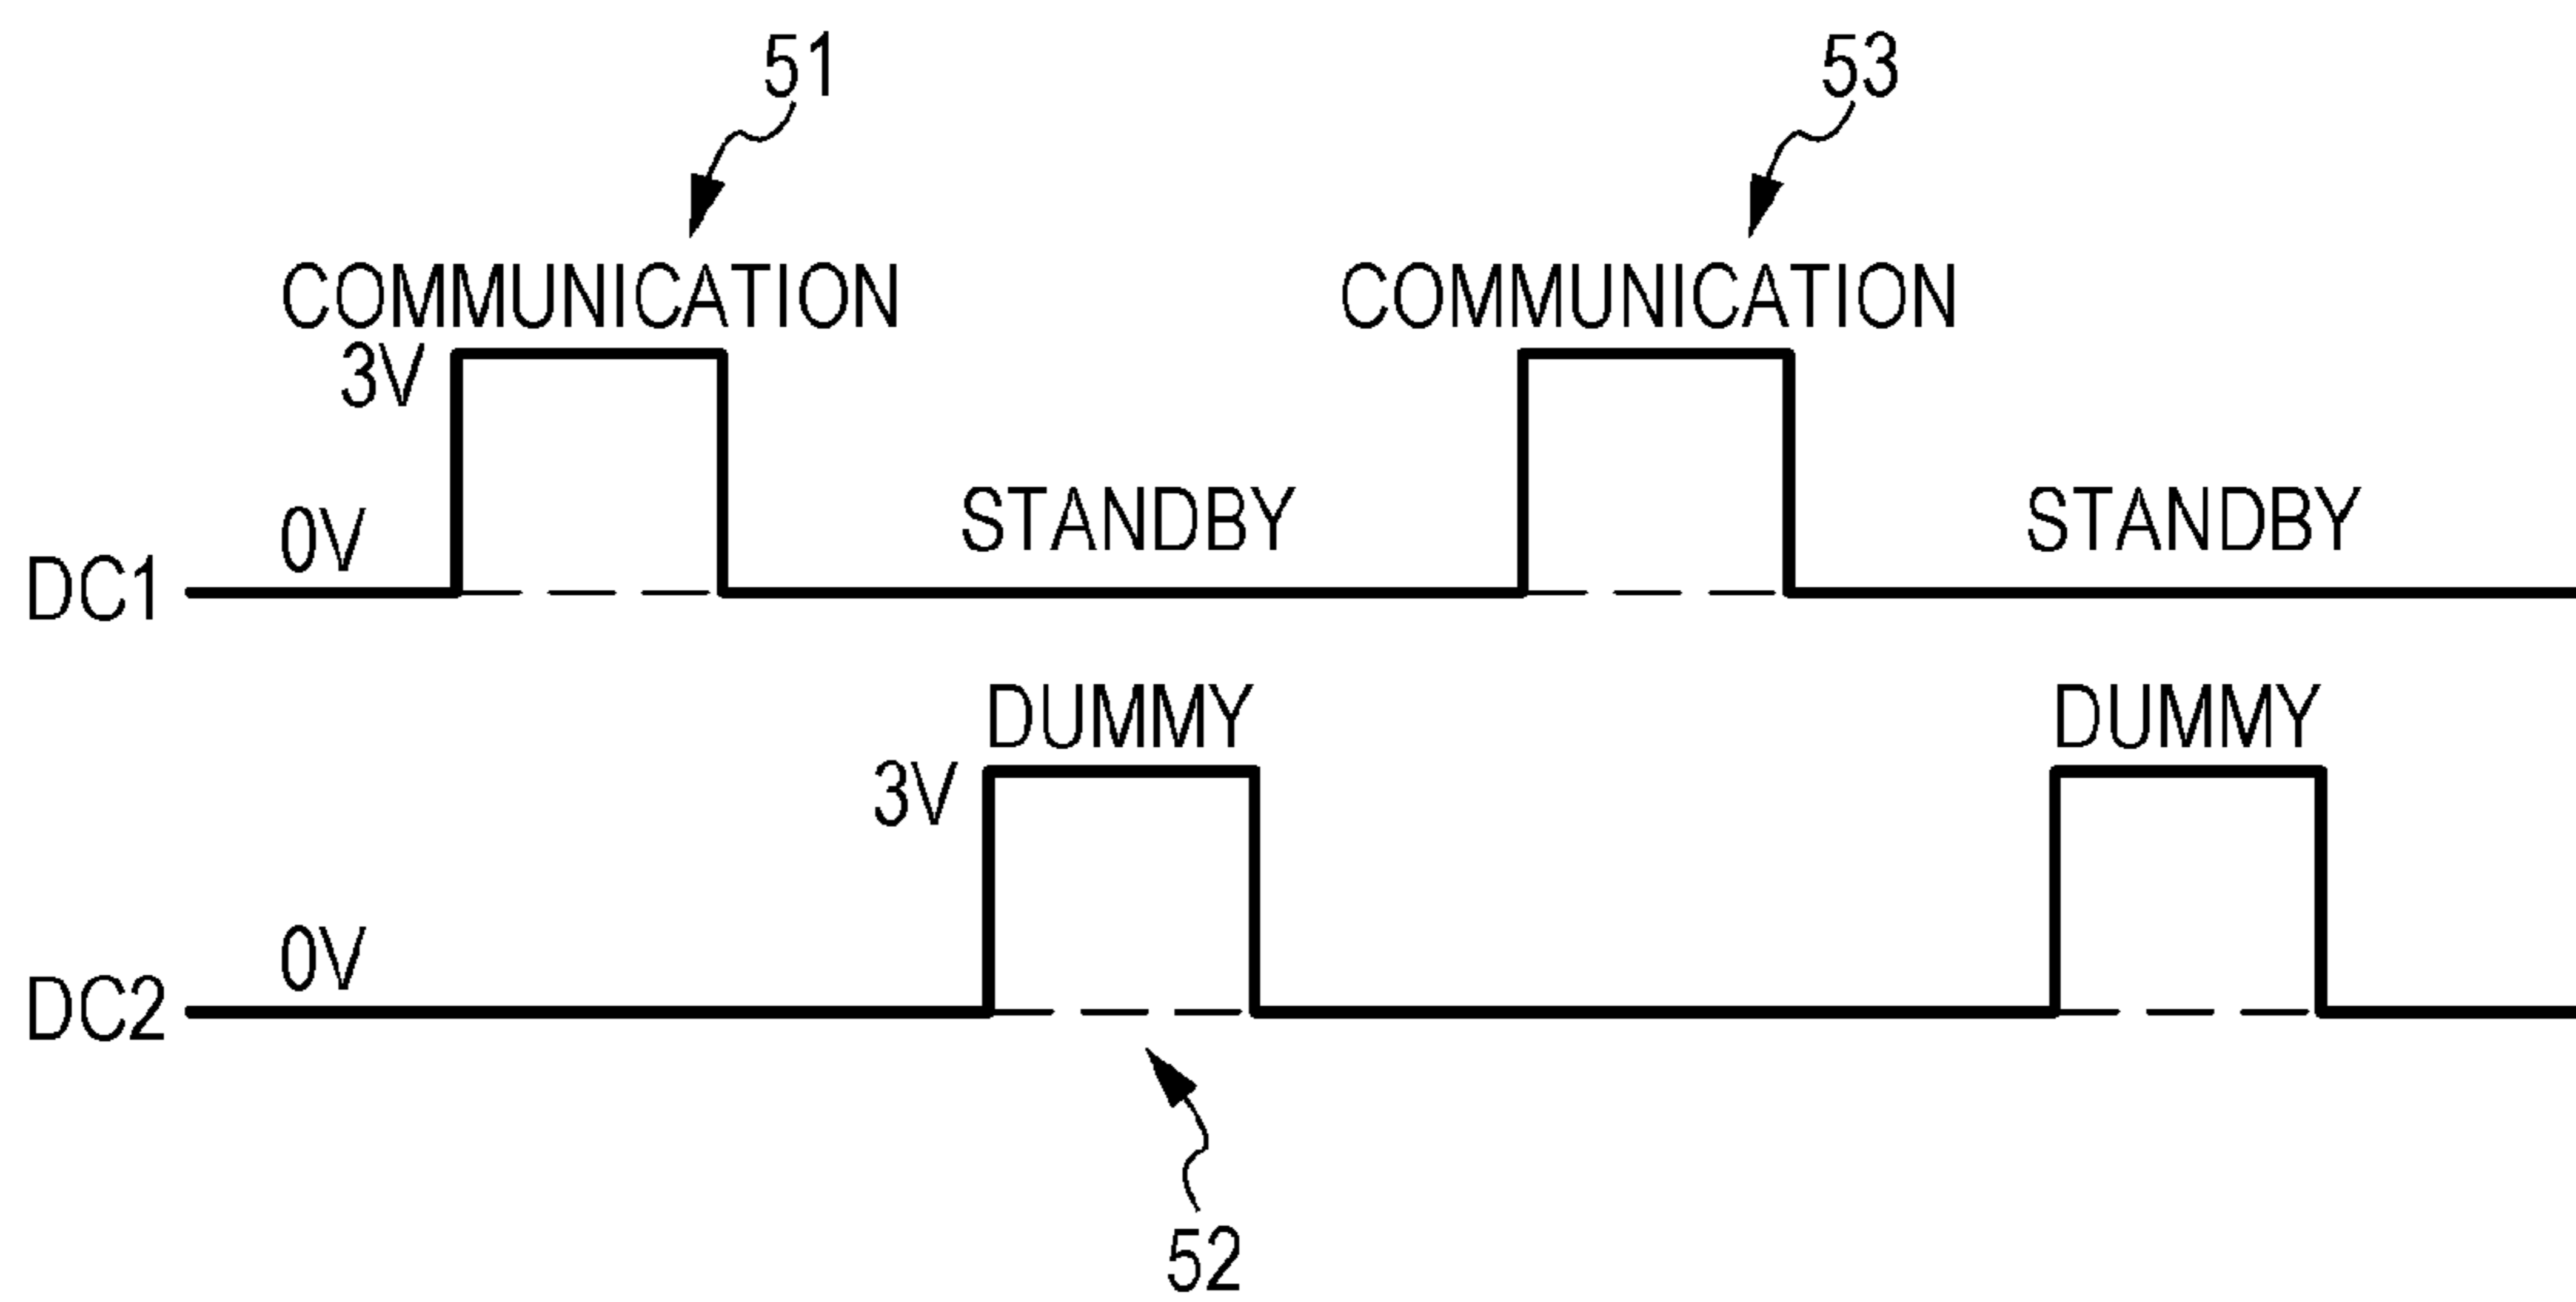 51
53
COMMUNICATION
COMMUNICATION
3V
0V
STANDBY
STANDBY
DC1
DUMMY
DUMMY
3V
0V
DC2
52